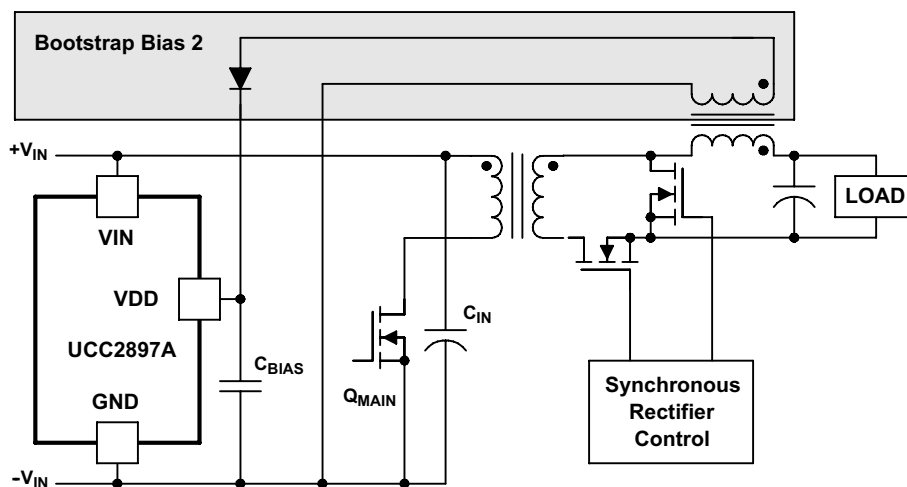 Bootstrap Bias 2
+VIN
VIN
LOAD
VDD
CIN
UCC2897A
CBIAS
QMAIN
GND
Synchronous
Rectifier
Control
−VIN